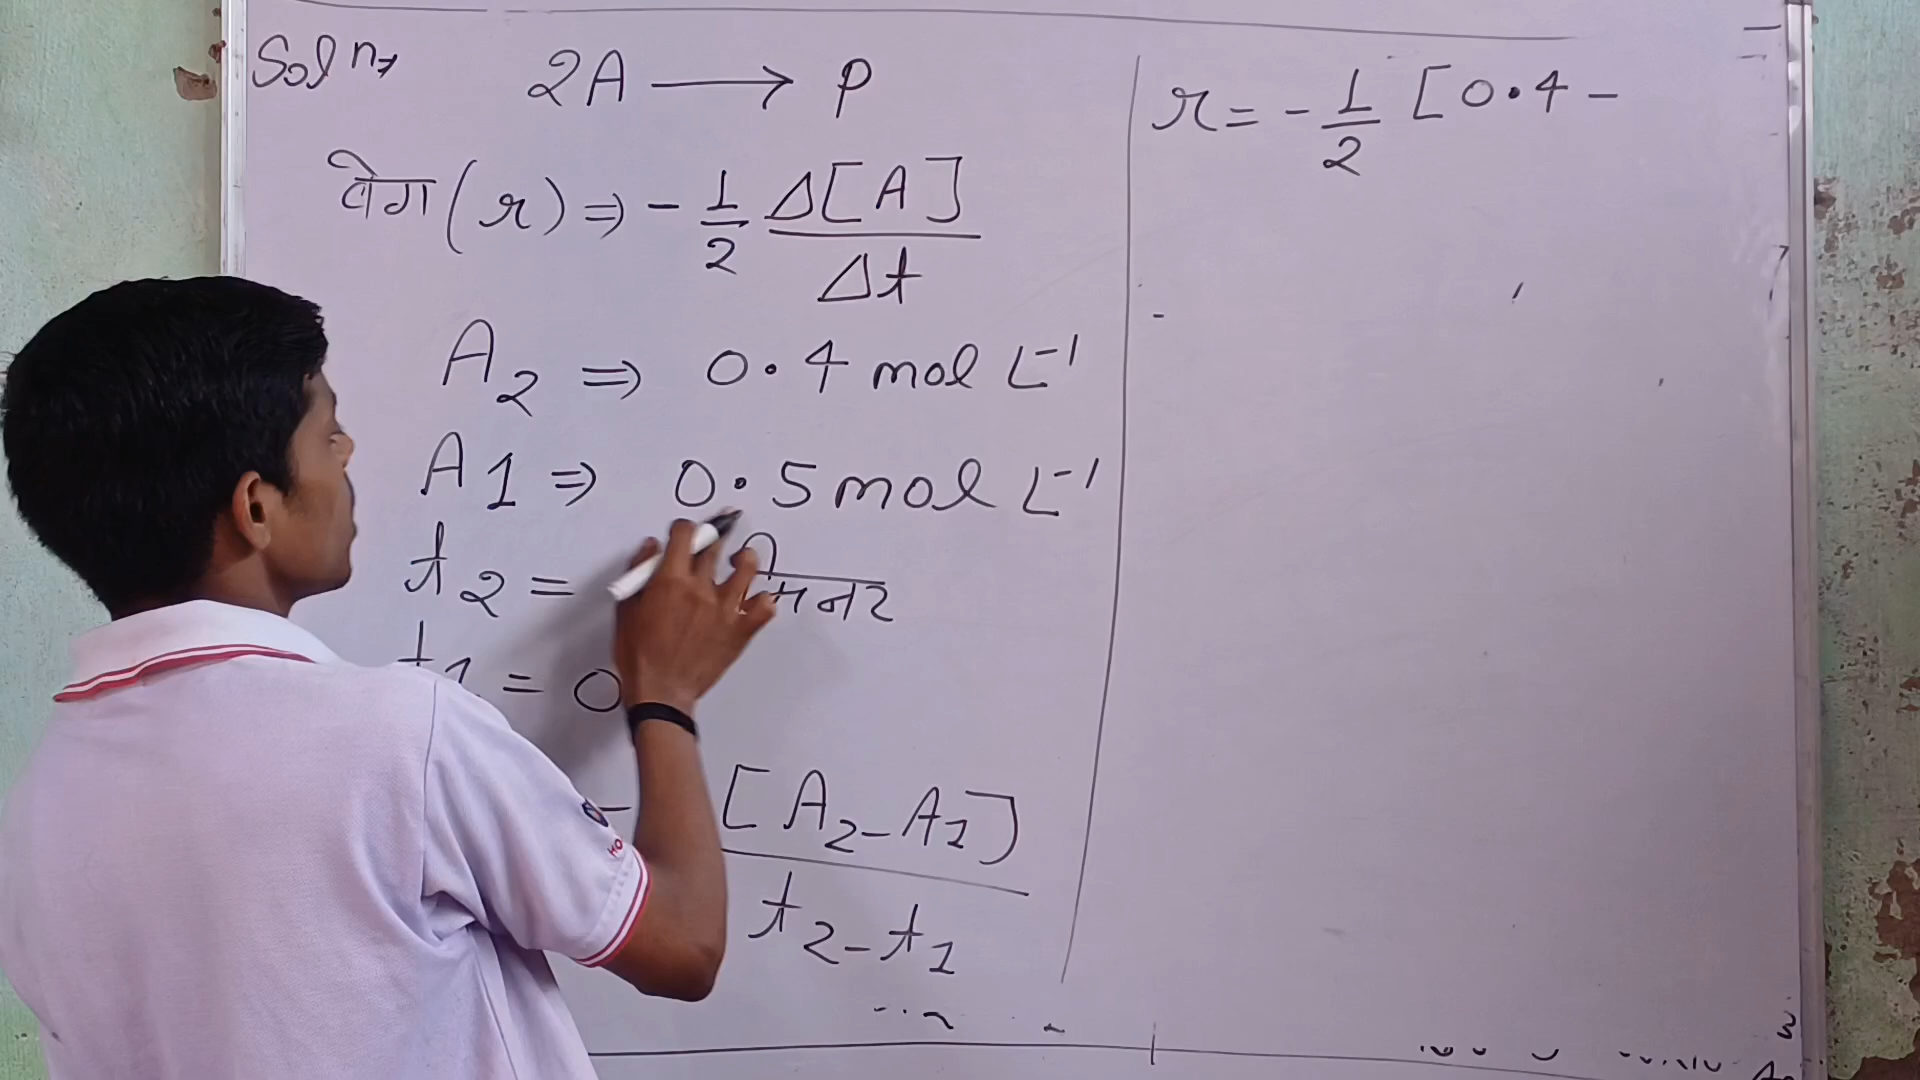 Solⁿ→
2A ⟶ P
वेग (r) ⇒ - 1/2 Δ[A]/Δt
A₂ ⇒ 0.4 mol L⁻¹
A1 ⇒ 0.5 mol L⁻¹
t₂ =
t1 = 0
- [A₂ - A₁]
t₂ - t₁
r = - 1/2 [0.4 -